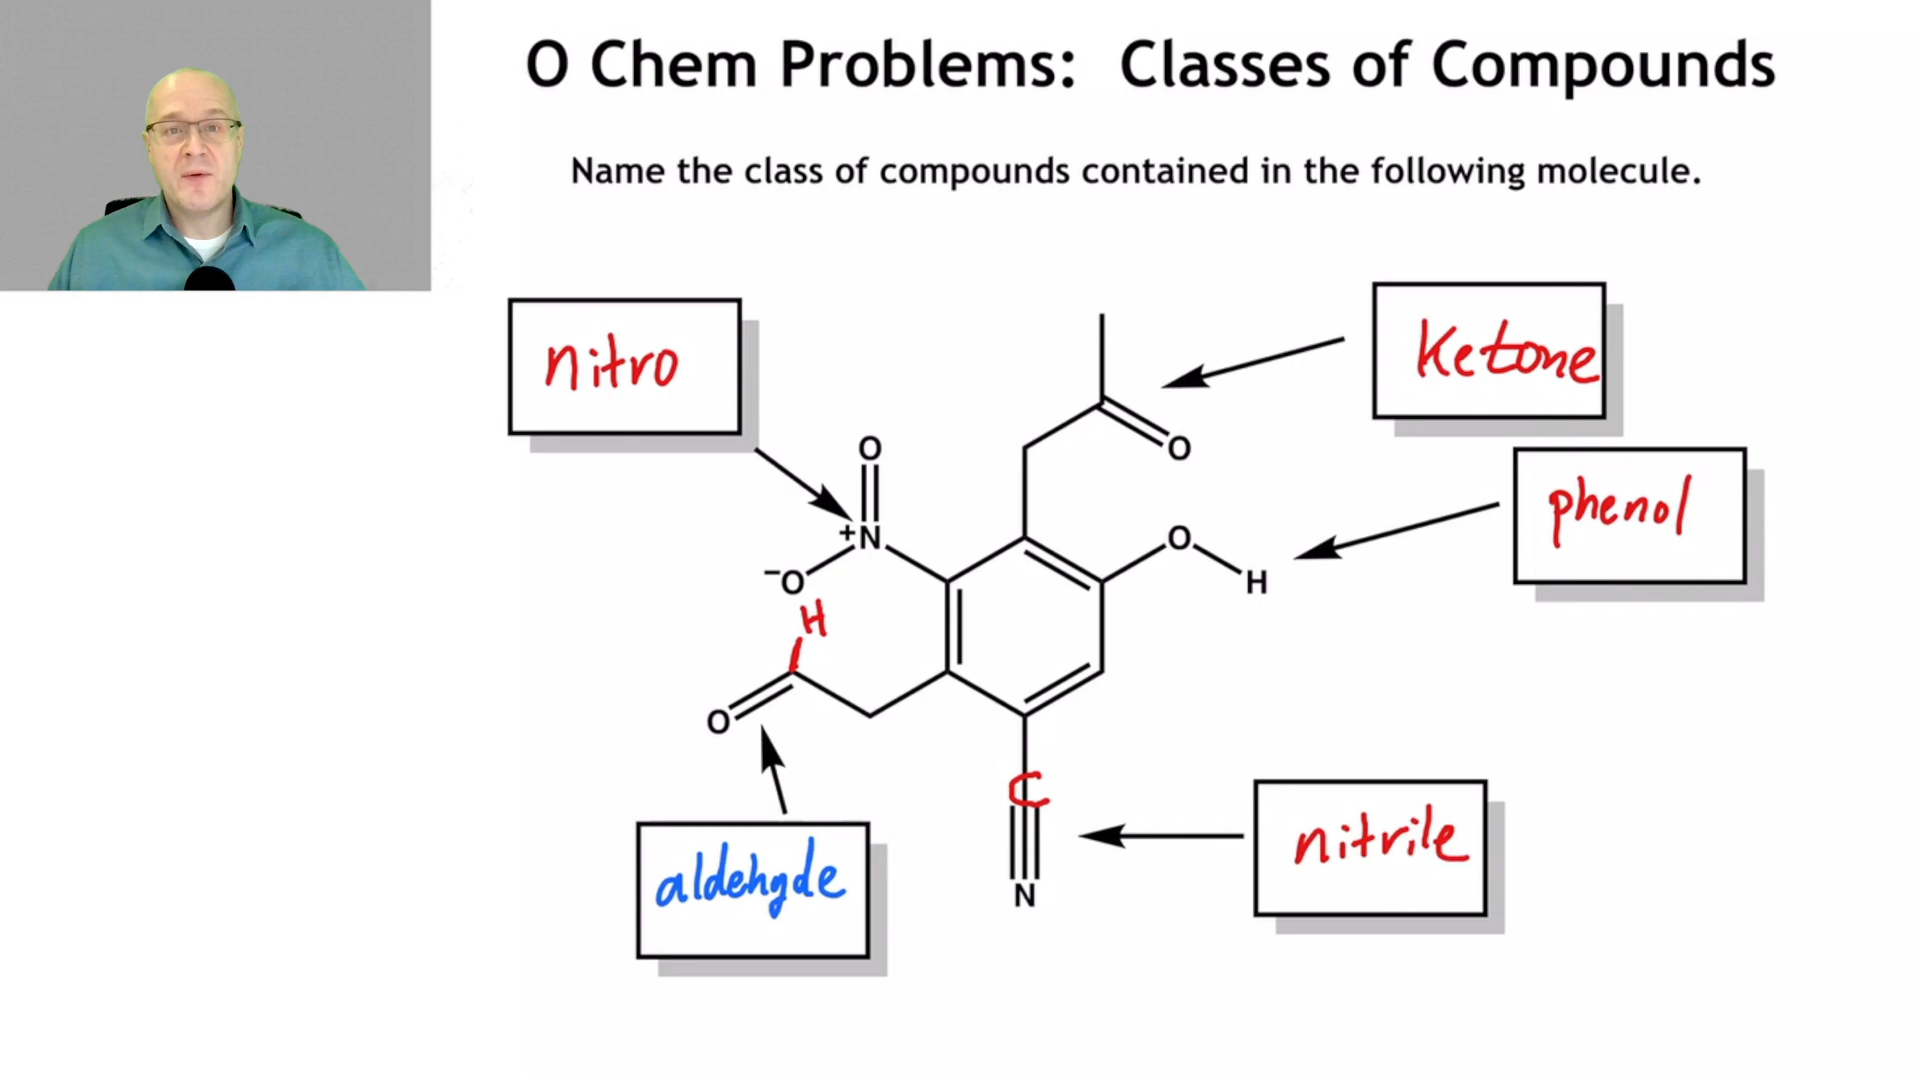 O Chem Problems: Classes of Compounds
Name the class of compounds contained in the following molecule.
nitro
Ketone
phenol
O
O
+N
O
−O
H
H
O
C
N
nitrile
aldehyde